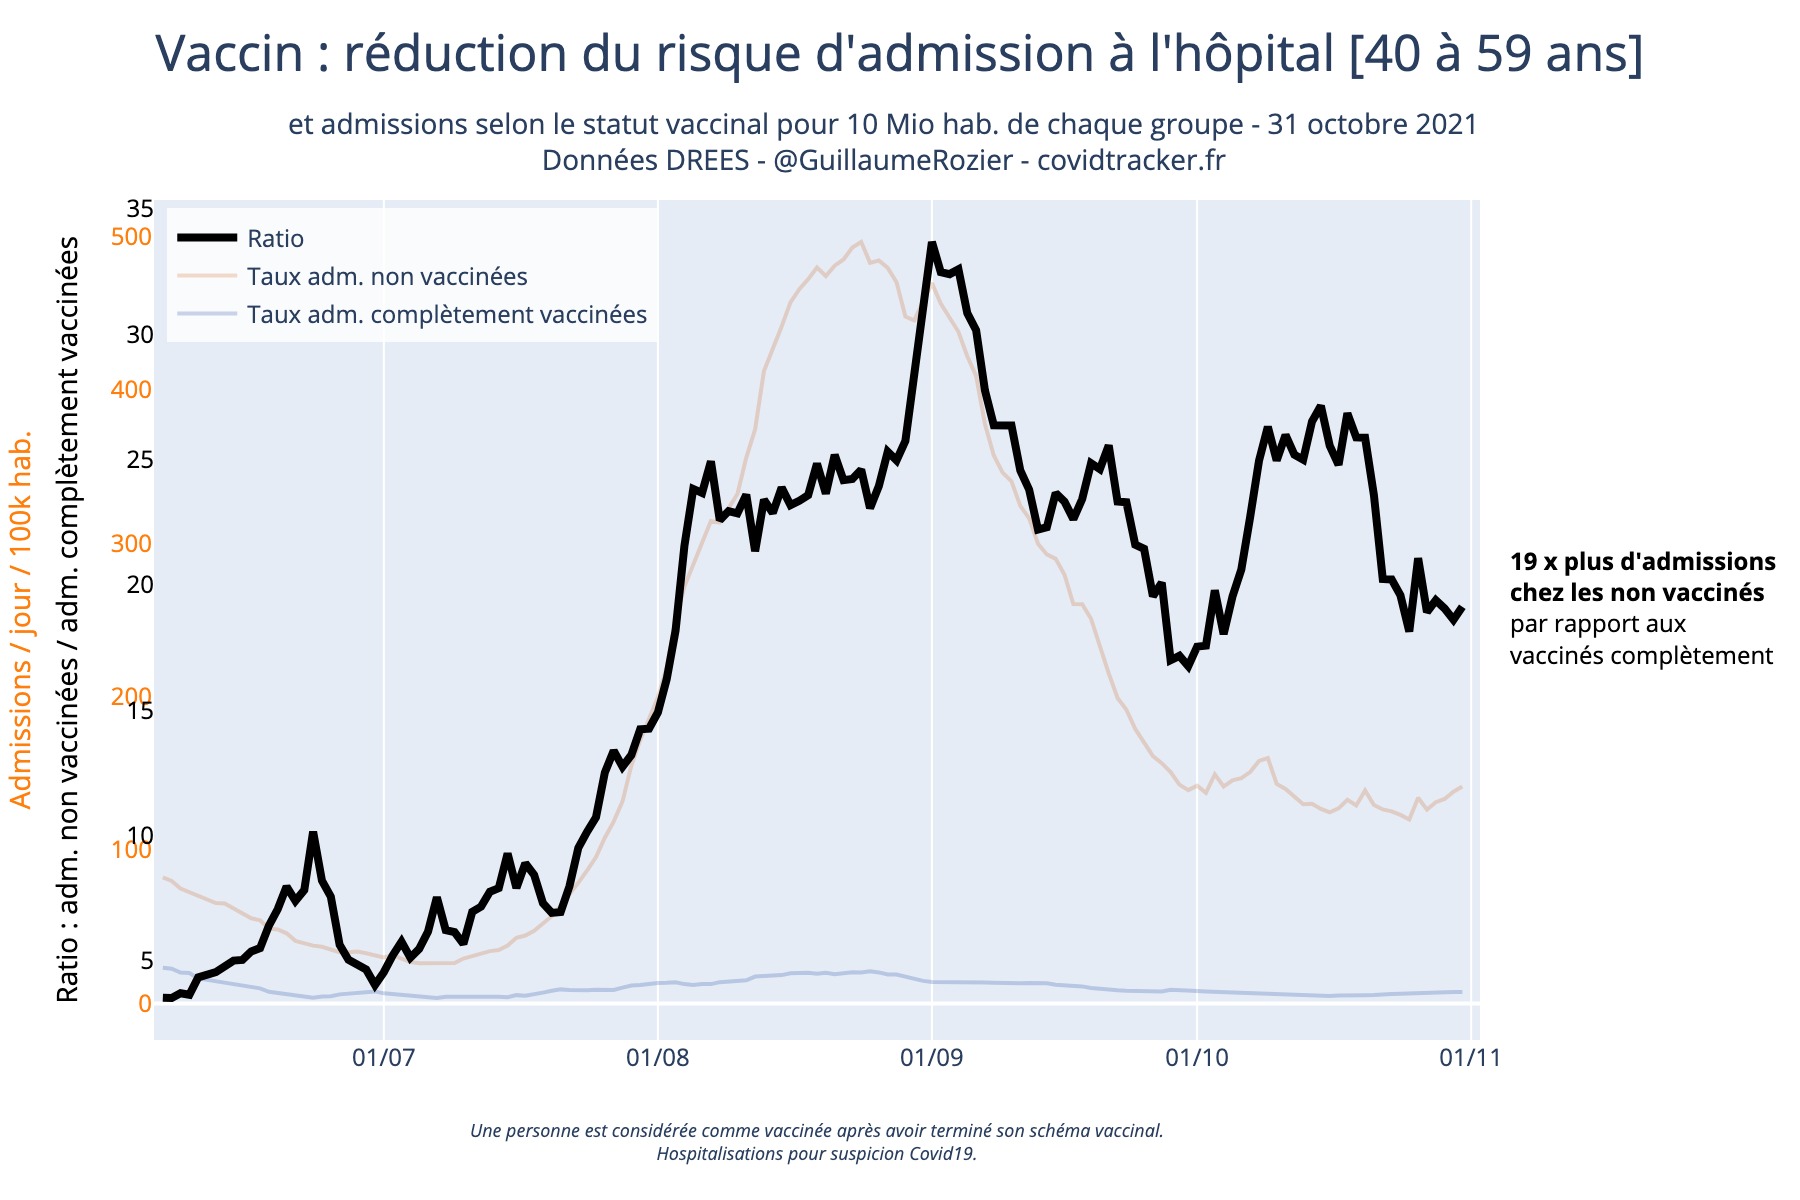 Vaccin : réduction du risque d'admission à l'hôpital [40 à 59 ans]
et admissions selon le statut vaccinal pour 10 Mio hab. de chaque groupe - 31 octobre 2021
Données DREES - @GuillaumeRozier - covidtracker.fr
Admissions / jour / 100k hab.
Ratio : adm. non vaccinées / adm. complètement vaccinées
35
500
30
400
25
300
20
200
15
10
100
5
0
Ratio
Taux adm. non vaccinées
Taux adm. complètement vaccinées
19 x plus d'admissions
chez les non vaccinés
par rapport aux
vaccinés complètement
01/07 01/08 01/09 01/10 01/11
Une personne est considérée comme vaccinée après avoir terminé son schéma vaccinal.
Hospitalisations pour suspicion Covid19.